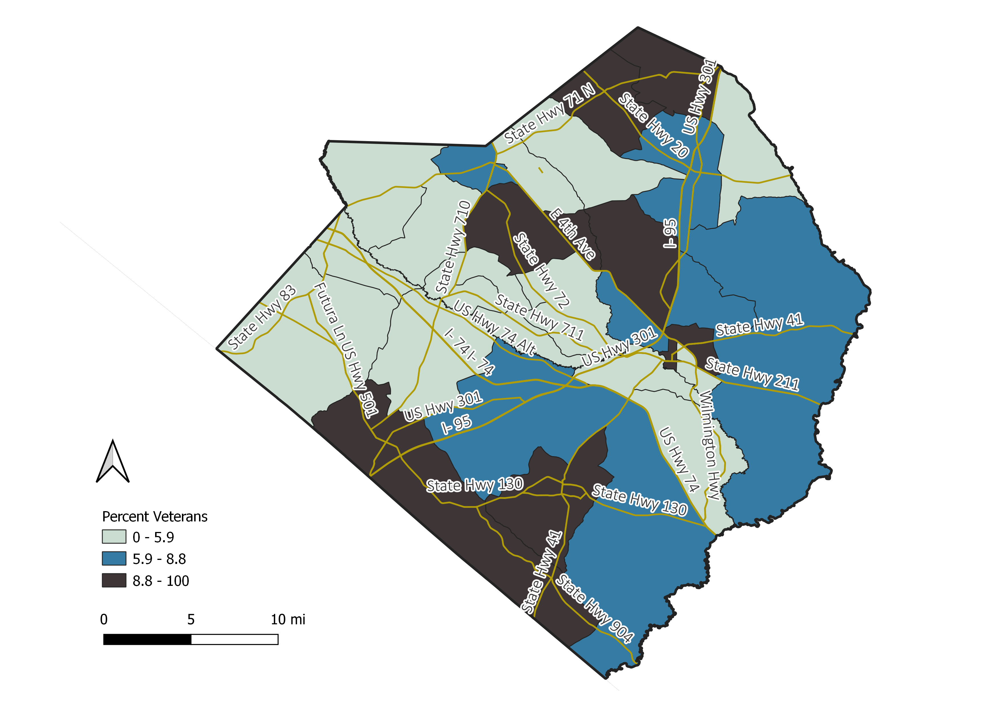 US Hwy 301
State Hwy 71 N
State Hwy 20
State Hwy 710
E 4th Ave
I- 95
State Hwy 72
State Hwy 83
Futura Ln US Hwy 501
US Hwy 74 Alt
State Hwy 711
I- 74 I- 74
US Hwy 301
State Hwy 41
State Hwy 211
US Hwy 301
I- 95
Wilmington Hwy
US Hwy 74
State Hwy 130
State Hwy 130
State Hwy 41
State Hwy 904
Percent Veterans
0 - 5.9
5.9 - 8.8
8.8 - 100
0 5 10 mi